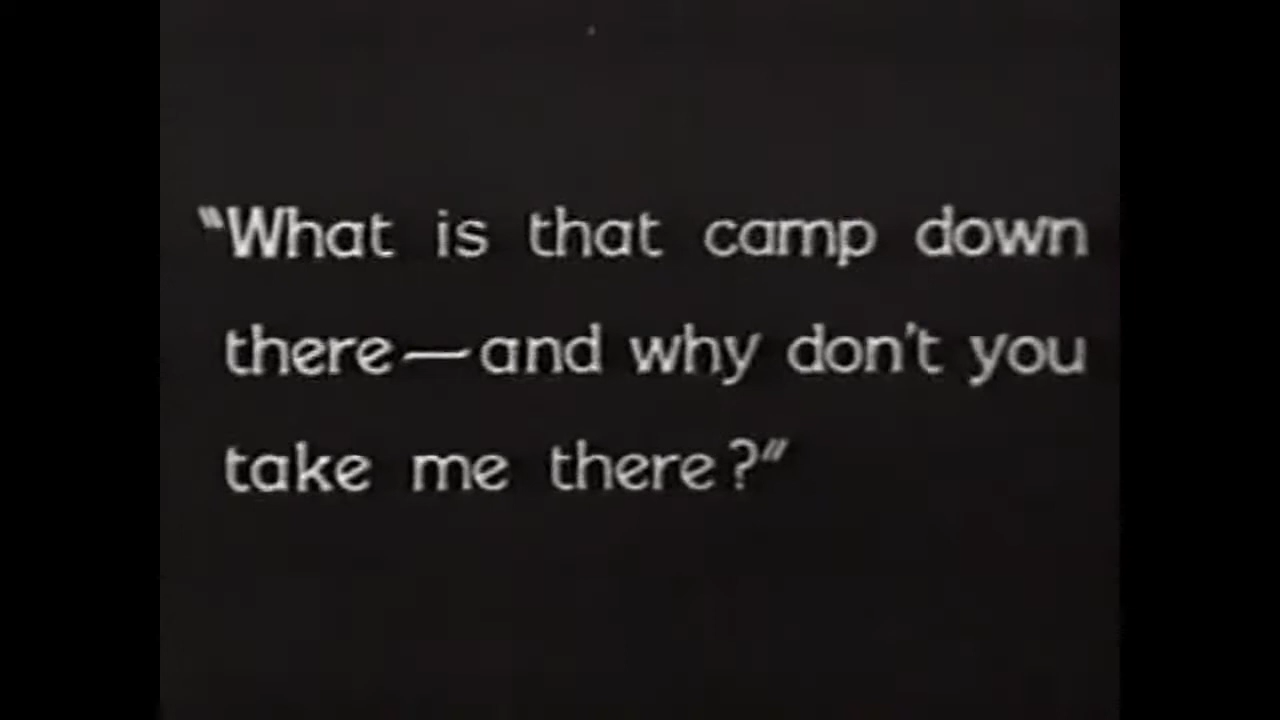 "What is that camp down
there—and why don't you
take me there?"